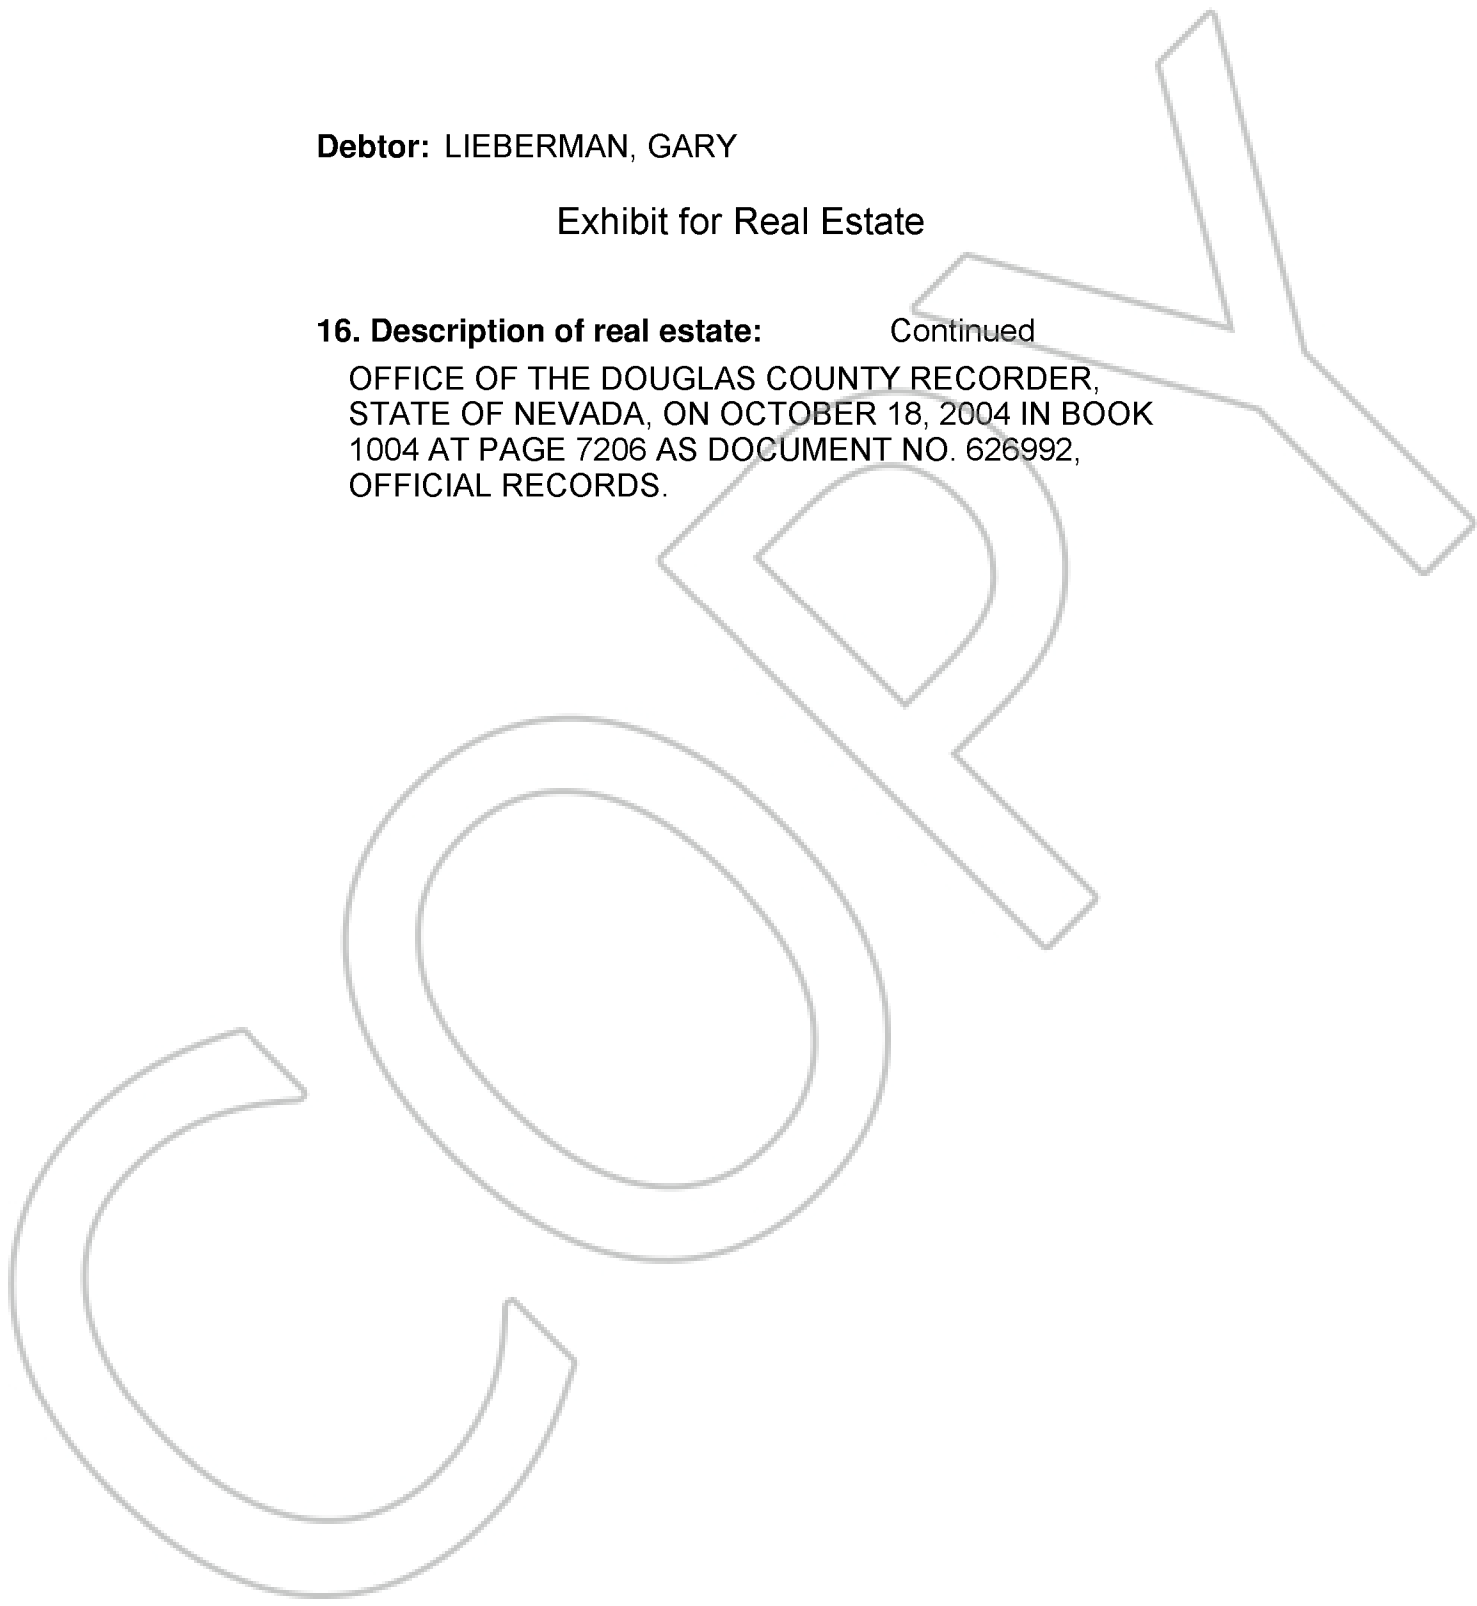 Debtor: LIEBERMAN, GARY
Exhibit for Real Estate
16. Description of real estate: Continued
OFFICE OF THE DOUGLAS COUNTY RECORDER,
STATE OF NEVADA, ON OCTOBER 18, 2004 IN BOOK
1004 AT PAGE 7206 AS DOCUMENT NO. 626992,
OFFICIAL RECORDS.
COPY